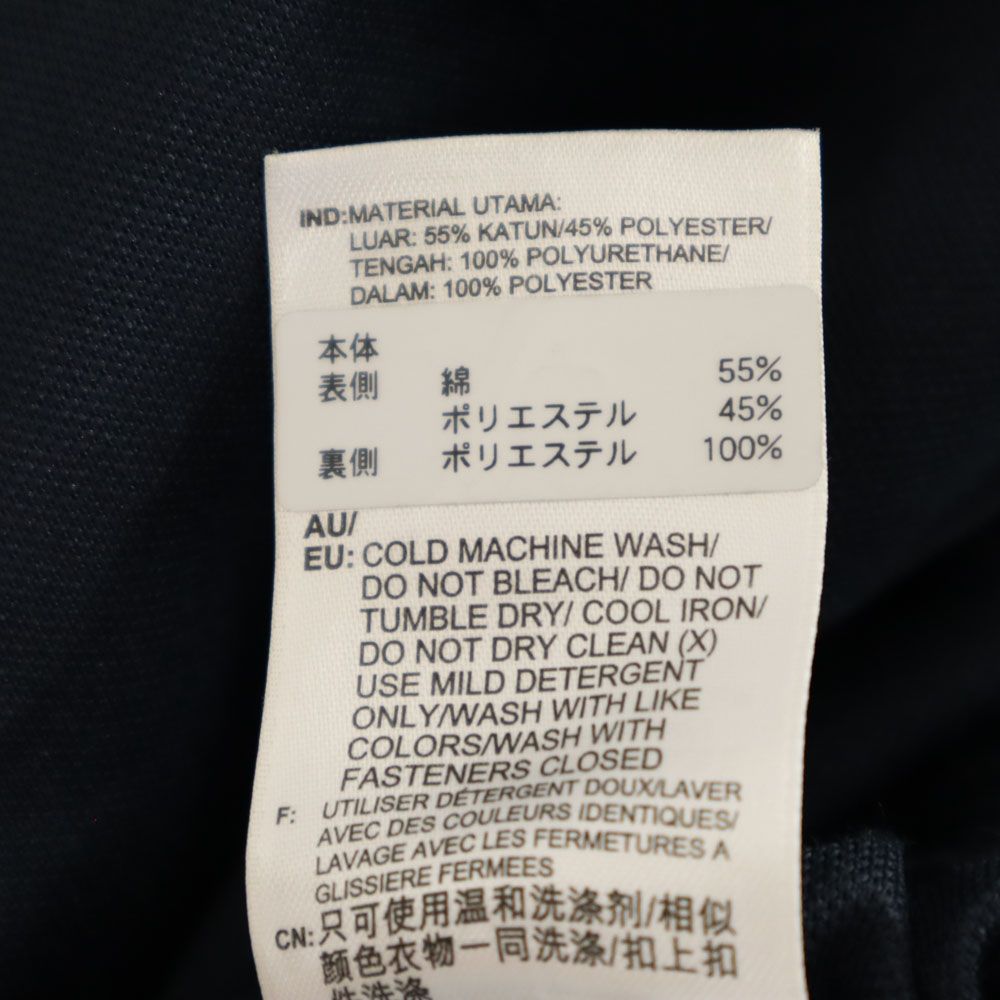 IND:MATERIAL UTAMA:
LUAR: 55% KATUN/45% POLYESTER/
TENGAH: 100% POLYURETHANE/
DALAM: 100% POLYESTER
本体
表側 綿 55%
ポリエステル 45%
裏側 ポリエステル 100%
AU/
EU: COLD MACHINE WASH/
DO NOT BLEACH/ DO NOT
TUMBLE DRY/ COOL IRON/
DO NOT DRY CLEAN (X)
USE MILD DETERGENT
ONLY/WASH WITH LIKE
COLORS/WASH WITH
FASTENERS CLOSED
F: UTILISER DÉTERGENT DOUX/LAVER
AVEC DES COULEURS IDENTIQUES/
LAVAGE AVEC LES FERMETURES A
GLISSIERE FERMEES
CN:只可使用温和洗涤剂/相似
颜色衣物一同洗涤/扣上扣
件洗涤